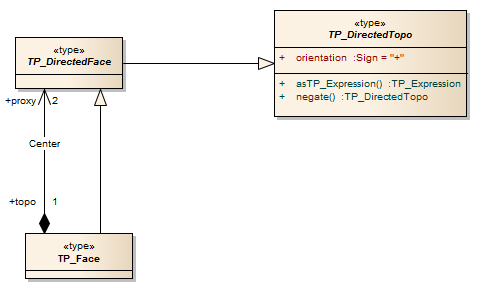 «type»
TP_DirectedFace
«type»
TP_DirectedTopo
+ orientation :Sign = "+"
+ asTP_Expression() :TP_Expression
+ negate() :TP_DirectedTopo
+proxy 2
Center
+topo 1
«type»
TP_Face